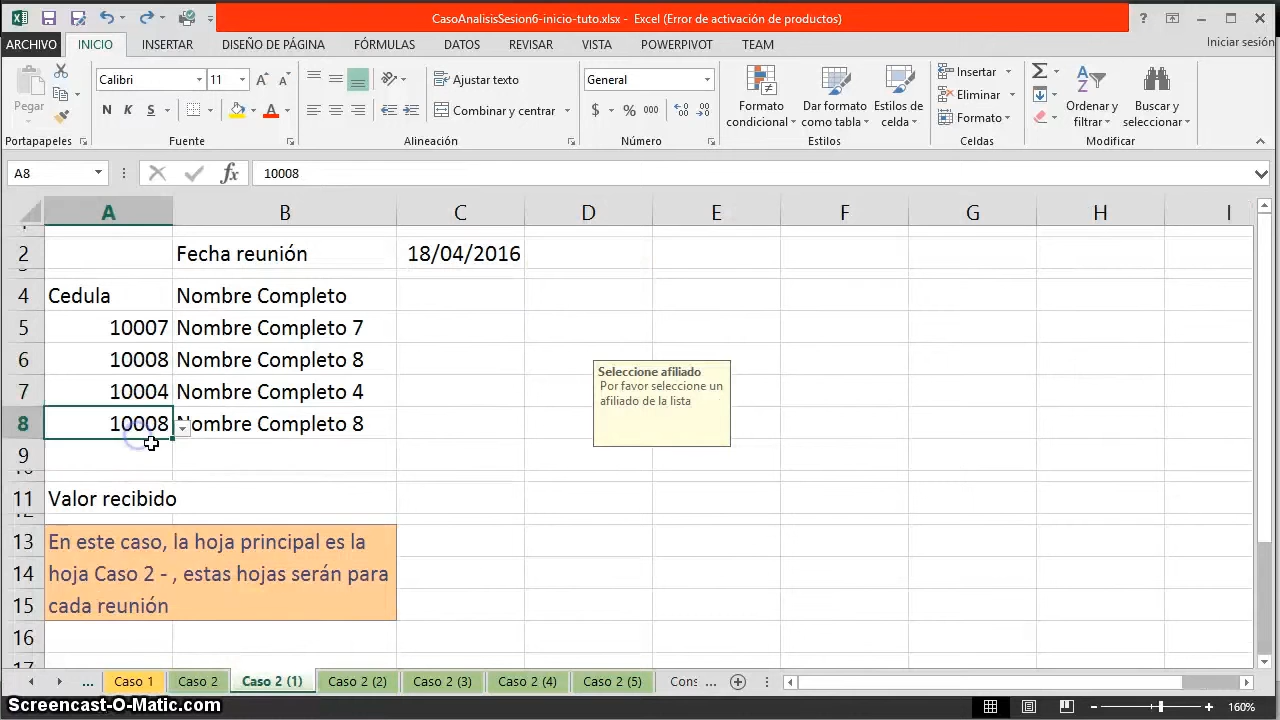 CasoAnalisisSesion6-inicio-tuto.xlsx - Excel (Error de activación de productos)
ARCHIVO INICIO INSERTAR DISEÑO DE PÁGINA FÓRMULAS DATOS REVISAR VISTA POWERPIVOT TEAM Iniciar sesión
Pegar
Calibri 11
N K S
Ajustar texto
Combinar y centrar
General
$ % 000
Formato condicional
Dar formato como tabla
Estilos de celda
Insertar
Eliminar
Formato
Ordenar y filtrar
Buscar y seleccionar
Portapapeles Fuente Alineación Número Estilos Celdas Modificar
A8 fx 10008
A B C D E F G H I
2 Fecha reunión 18/04/2016
4 Cedula Nombre Completo
5 10007 Nombre Completo 7
6 10008 Nombre Completo 8
7 10004 Nombre Completo 4
8 10008 Nombre Completo 8
Seleccione afiliado
Por favor seleccione un
afiliado de la lista
9
11 Valor recibido
13 En este caso, la hoja principal es la
14 hoja Caso 2 - , estas hojas serán para
15 cada reunión
16
17
... Caso 1 Caso 2 Caso 2 (1) Caso 2 (2) Caso 2 (3) Caso 2 (4) Caso 2 (5) Cons
Screencast-O-Matic.com 160%